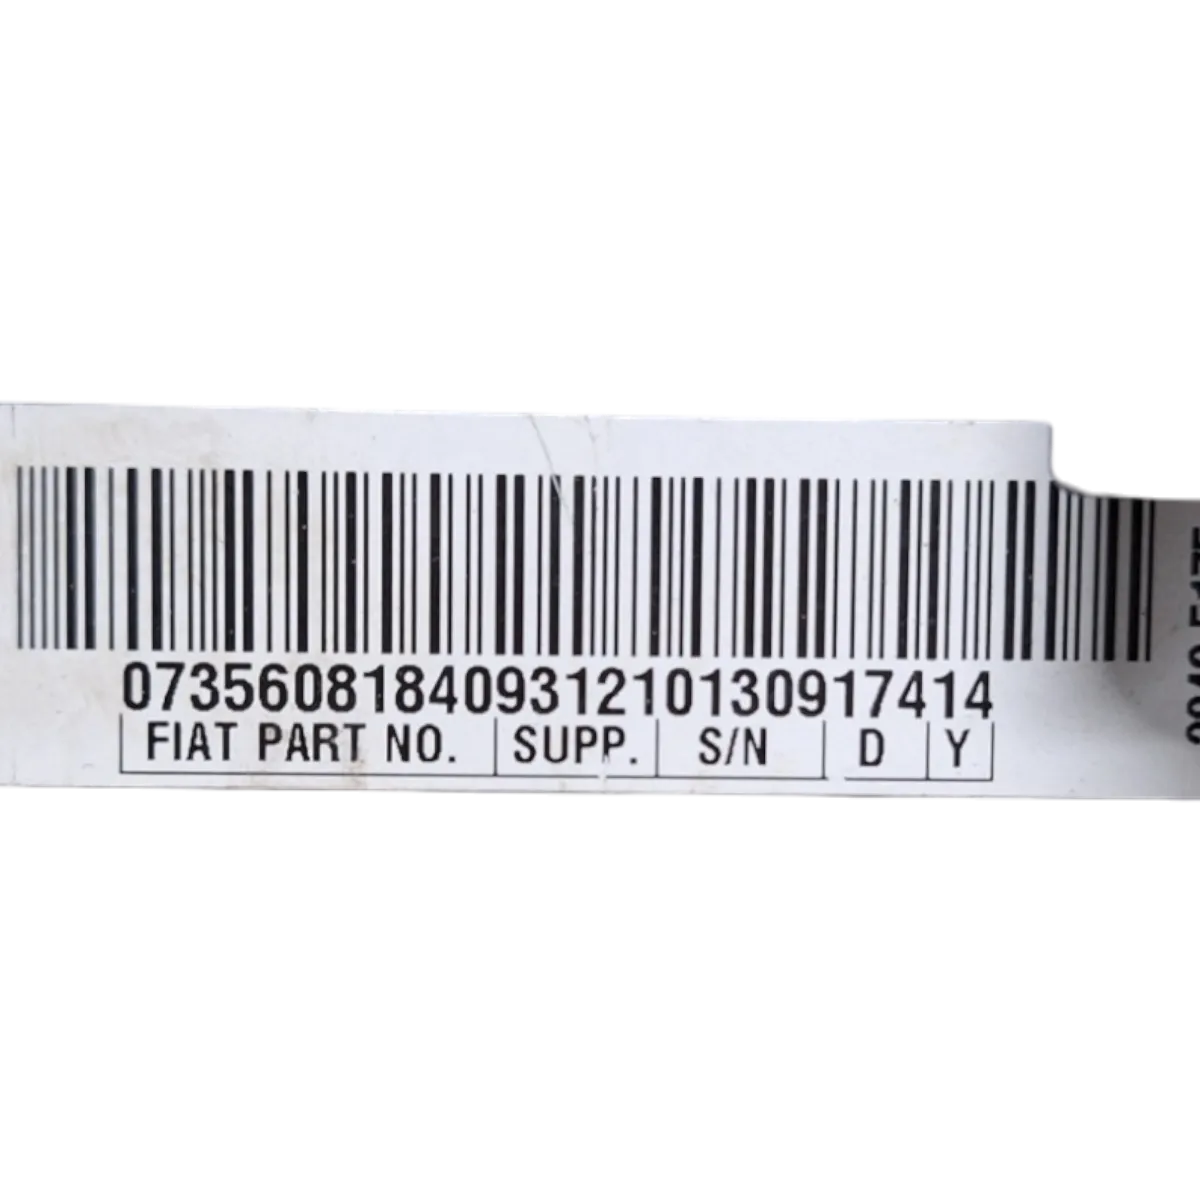 07356081840931210130917414
FIAT PART NO. SUPP. S/N D Y